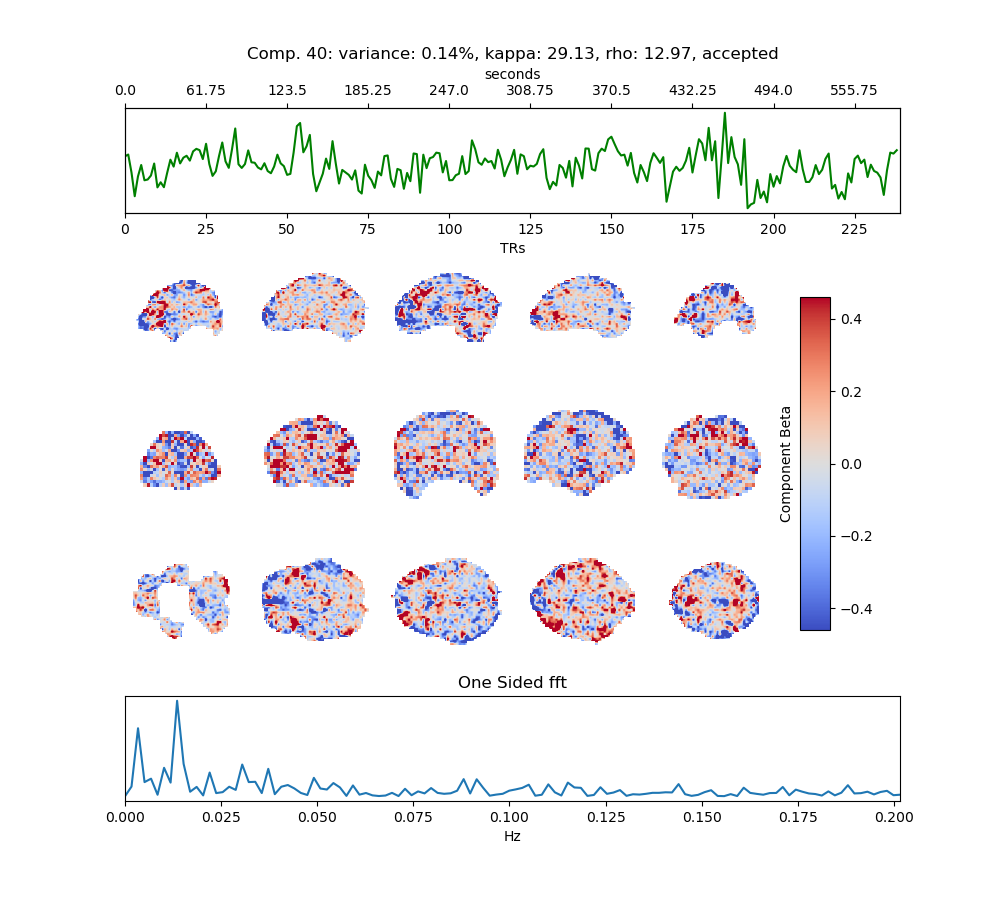 Comp. 40: variance: 0.14%, kappa: 29.13, rho: 12.97, accepted
seconds
0.0 61.75 123.5 185.25 247.0 308.75 370.5 432.25 494.0 555.75
0 25 50 75 100 125 150 175 200 225
TRs
0.4
0.2
0.0
−0.2
−0.4
Component Beta
One Sided fft
0.000 0.025 0.050 0.075 0.100 0.125 0.150 0.175 0.200
Hz